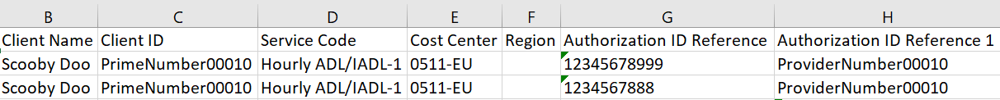 B C D E F G H
Client Name Client ID Service Code Cost Center Region Authorization ID Reference Authorization ID Reference 1
Scooby Doo PrimeNumber00010 Hourly ADL/IADL-1 0511-EU 12345678999 ProviderNumber00010
Scooby Doo PrimeNumber00010 Hourly ADL/IADL-1 0511-EU 1234567888 ProviderNumber00010